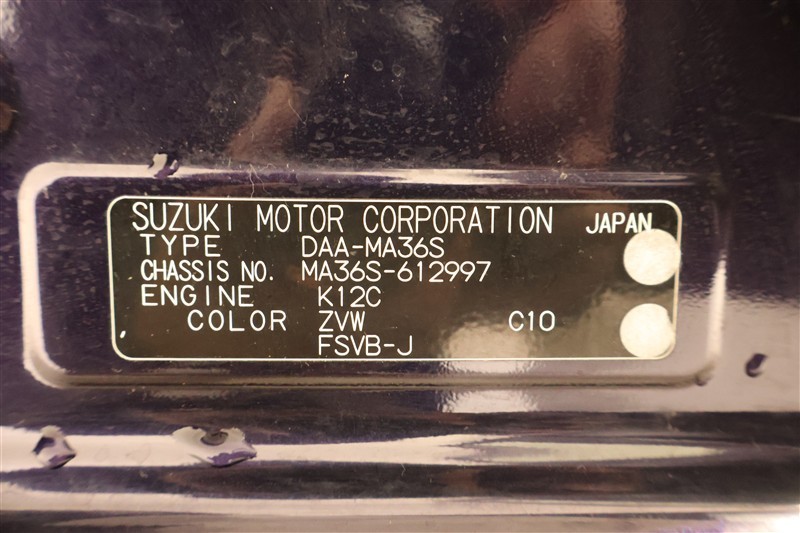 SUZUKI MOTOR CORPORATION JAPAN
TYPE DAA-MA36S
CHASSIS NO. MA36S-612997
ENGINE K12C
COLOR ZVW C10
FSVB-J